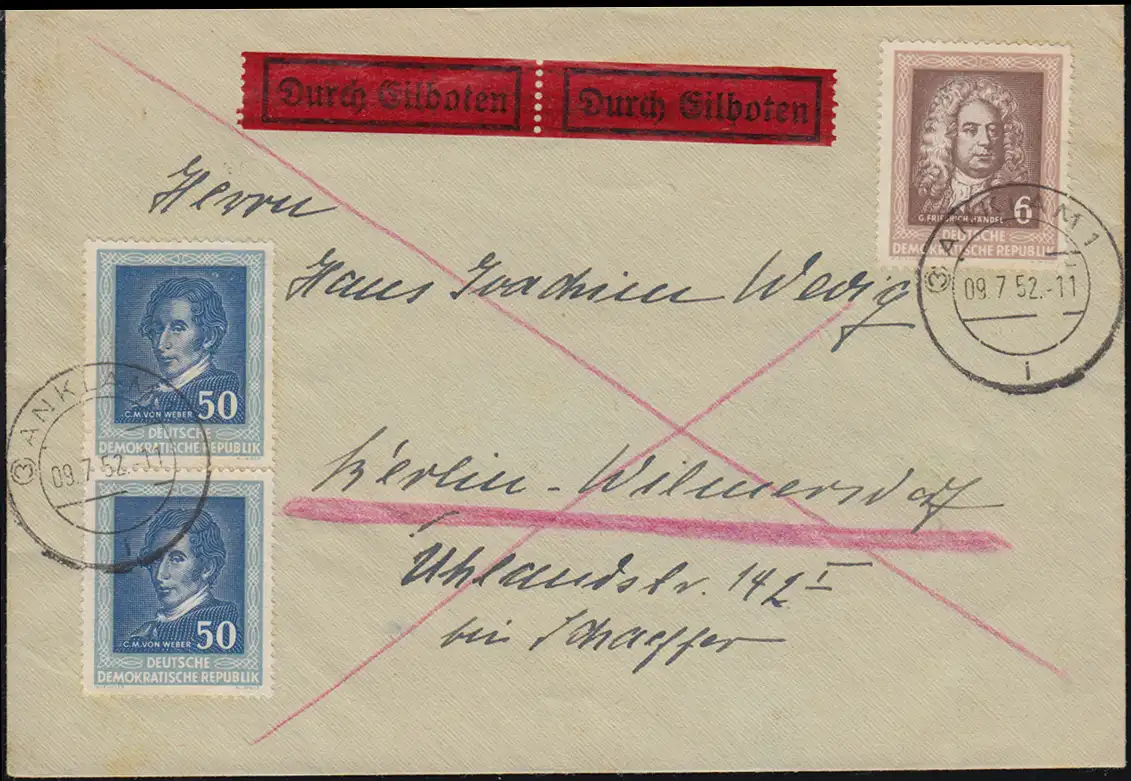 Durch Eilboten Durch Eilboten
6
G. FRIEDRICH HÄNDEL
DEUTSCHE
DEMOKRATISCHE REPUBLIK
ANKLAM 1
09.7.52.-11
i
Herrn
Hans Joachim Wedig
50
C.M. VON WEBER
DEUTSCHE
DEMOKRATISCHE REPUBLIK
ANKLAM
09.7.52.-11
50
C.M. VON WEBER
DEUTSCHE
DEMOKRATISCHE REPUBLIK
Berlin-Wilmersdorf
Uhlandstr. 142 I
bei Schaeffer